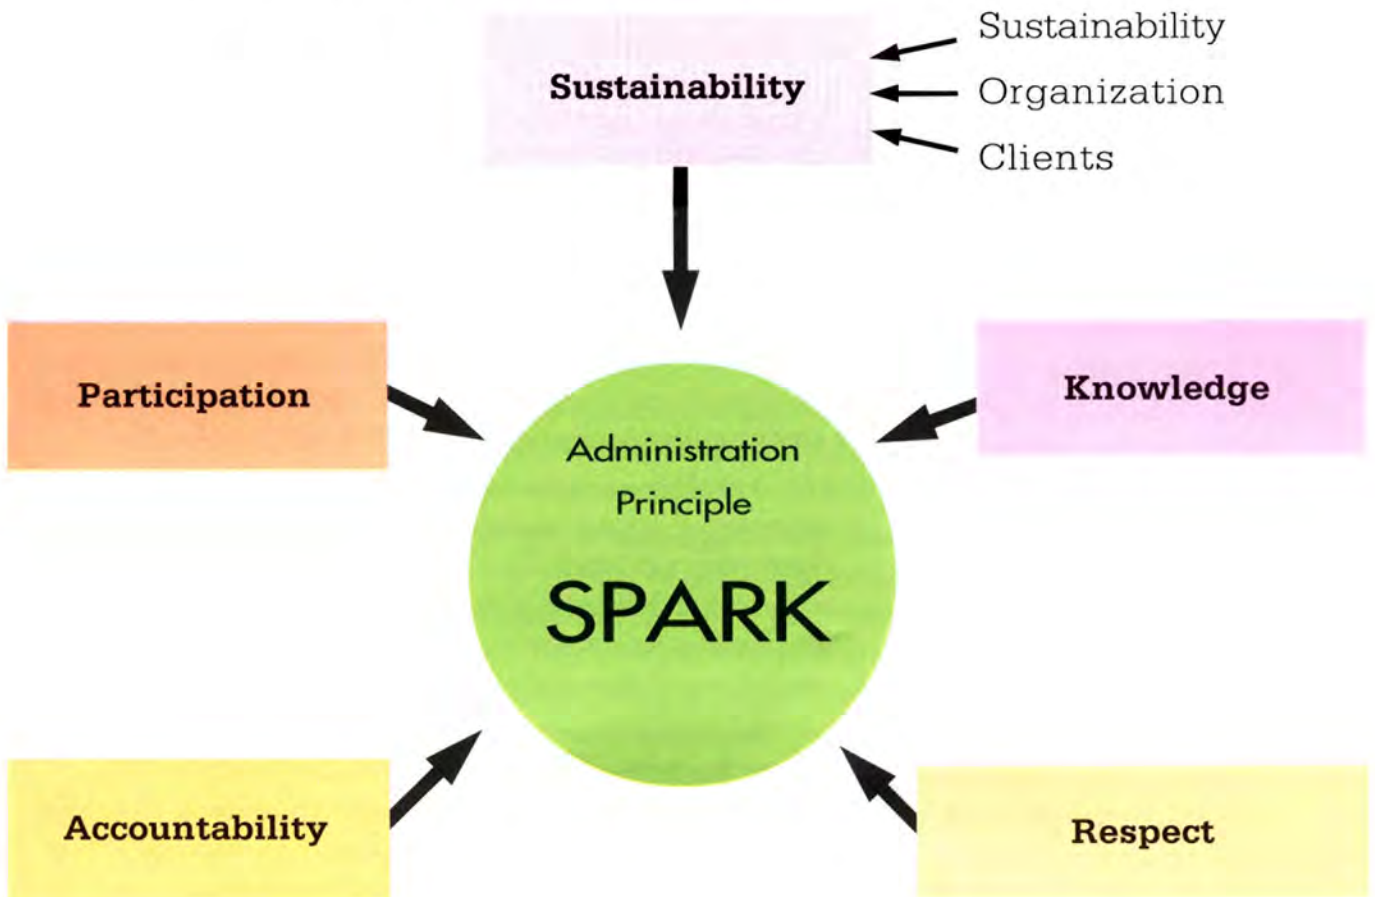 Sustainability
Sustainability
Organization
Clients
Participation
Knowledge
Administration
Principle
SPARK
Accountability
Respect